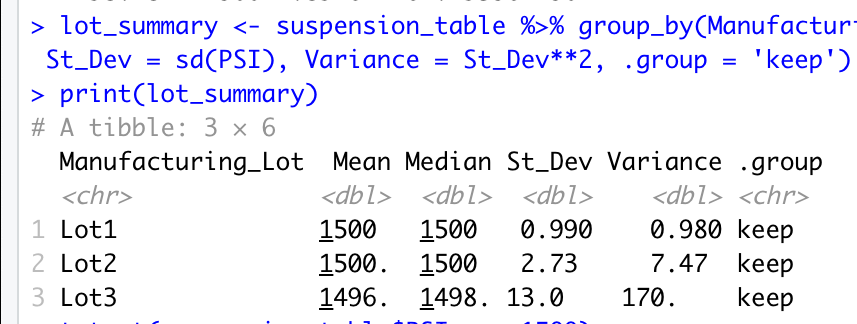 > lot_summary <- suspension_table %>% group_by(Manufacturi
St_Dev = sd(PSI), Variance = St_Dev**2, .group = 'keep')
> print(lot_summary)
# A tibble: 3 × 6
Manufacturing_Lot Mean Median St_Dev Variance .group
<chr> <dbl> <dbl> <dbl> <dbl> <chr>
1 Lot1 1500 1500 0.990 0.980 keep
2 Lot2 1500. 1500 2.73 7.47 keep
3 Lot3 1496. 1498. 13.0 170. keep